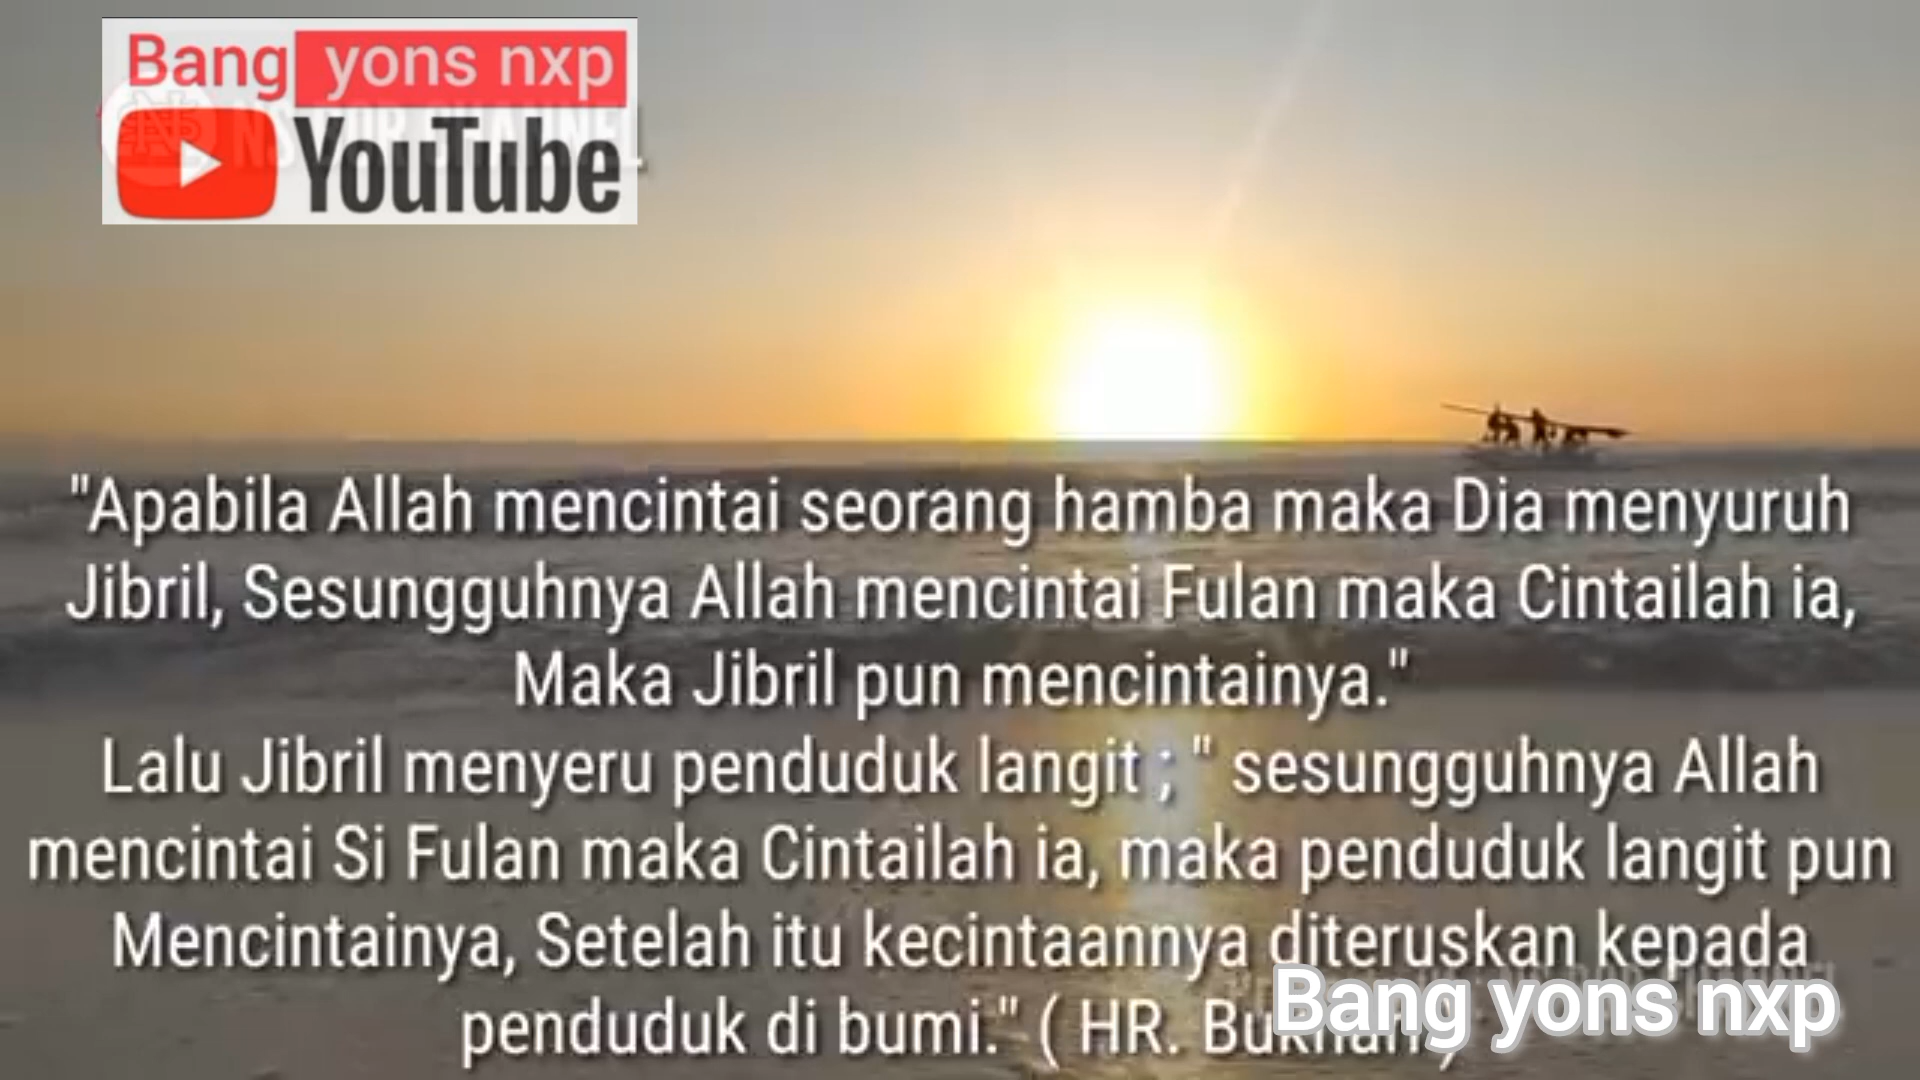 Bang yons nxp
YouTube
"Apabila Allah mencintai seorang hamba maka Dia menyuruh
Jibril, Sesungguhnya Allah mencintai Fulan maka Cintailah ia,
Maka Jibril pun mencintainya."
Lalu Jibril menyeru penduduk langit ; " sesungguhnya Allah
mencintai Si Fulan maka Cintailah ia, maka penduduk langit pun
Mencintainya, Setelah itu kecintaannya diteruskan kepada
penduduk di bumi." ( HR.
Bang yons nxp